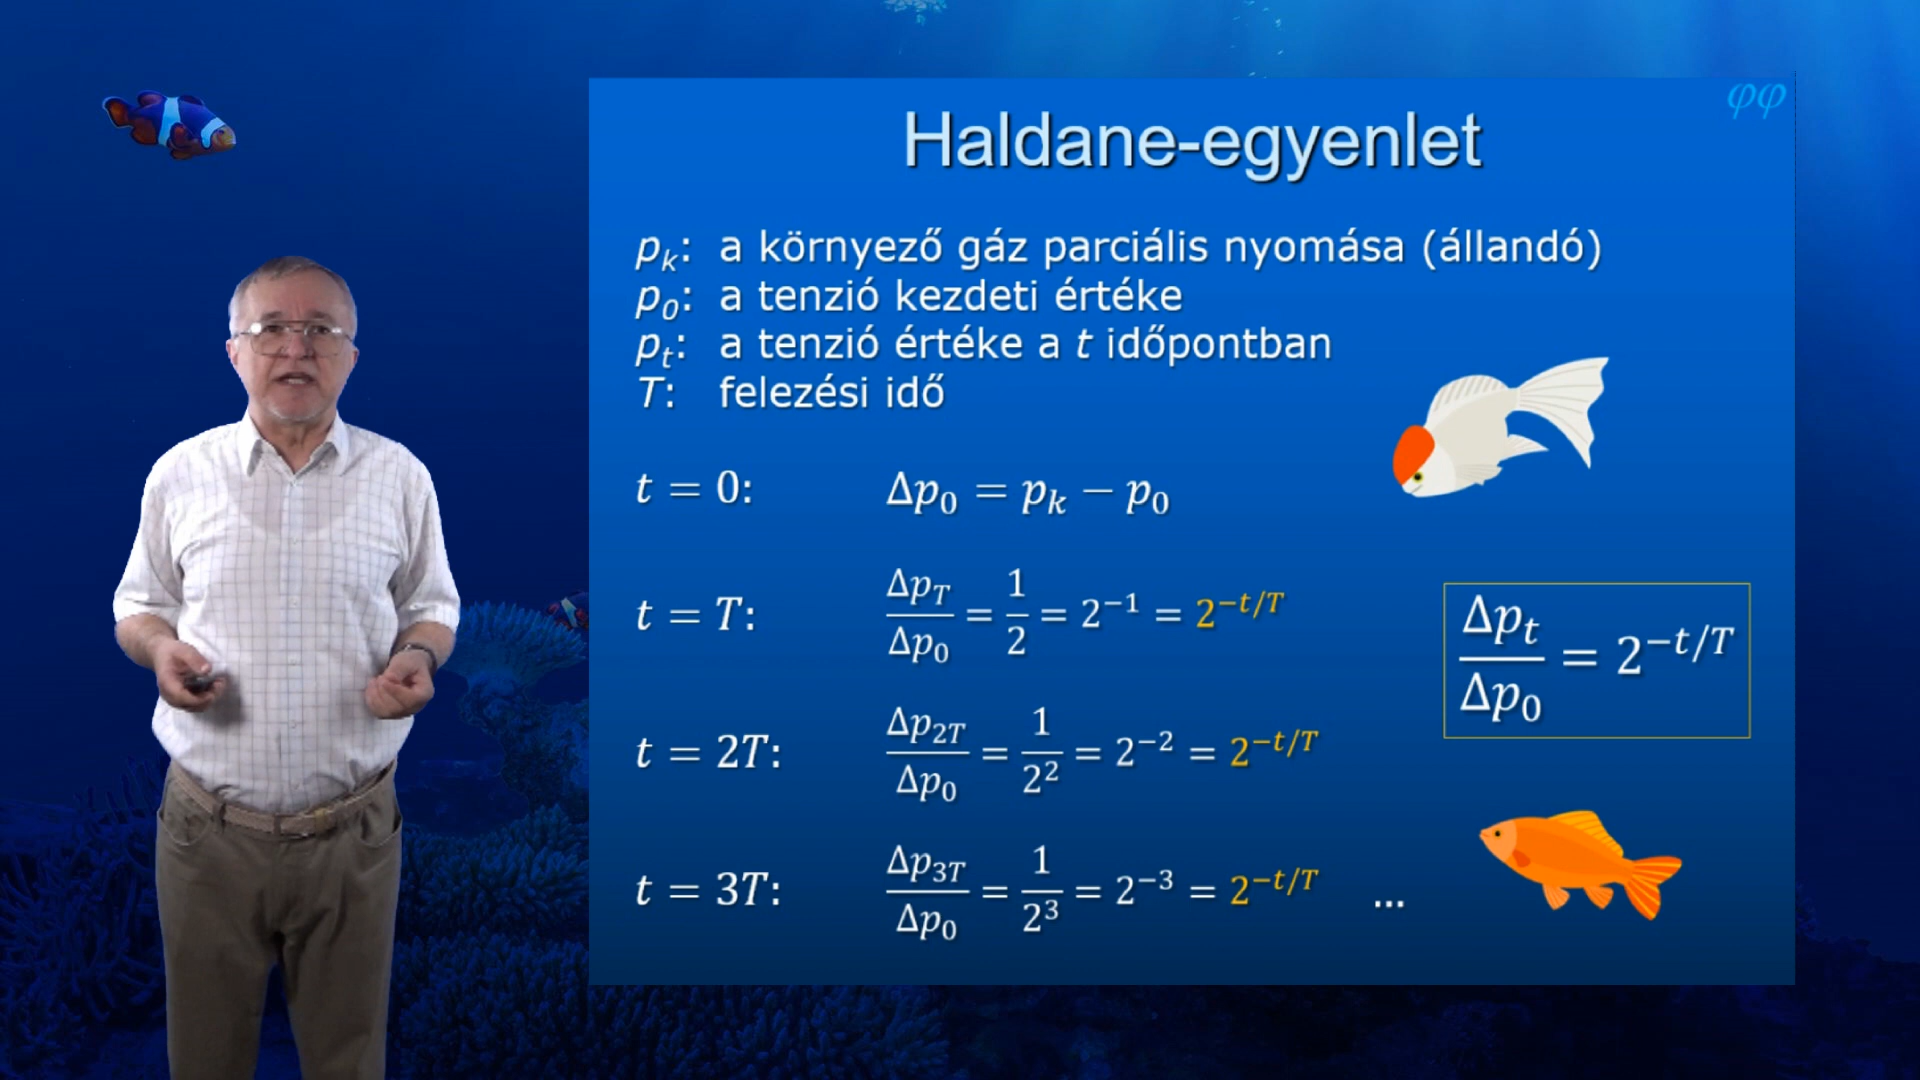 φφ
Haldane-egyenlet
pₖ: a környező gáz parciális nyomása (állandó)
p₀: a tenzió kezdeti értéke
pₜ: a tenzió értéke a t időpontban
T: felezési idő
t = 0: Δp₀ = pₖ − p₀
t = T: Δp_T/Δp₀ = 1/2 = 2⁻¹ = 2^(−t/T)
Δpₜ/Δp₀ = 2^(−t/T)
t = 2T: Δp_2T/Δp₀ = 1/2² = 2⁻² = 2^(−t/T)
t = 3T: Δp_3T/Δp₀ = 1/2³ = 2⁻³ = 2^(−t/T) ...